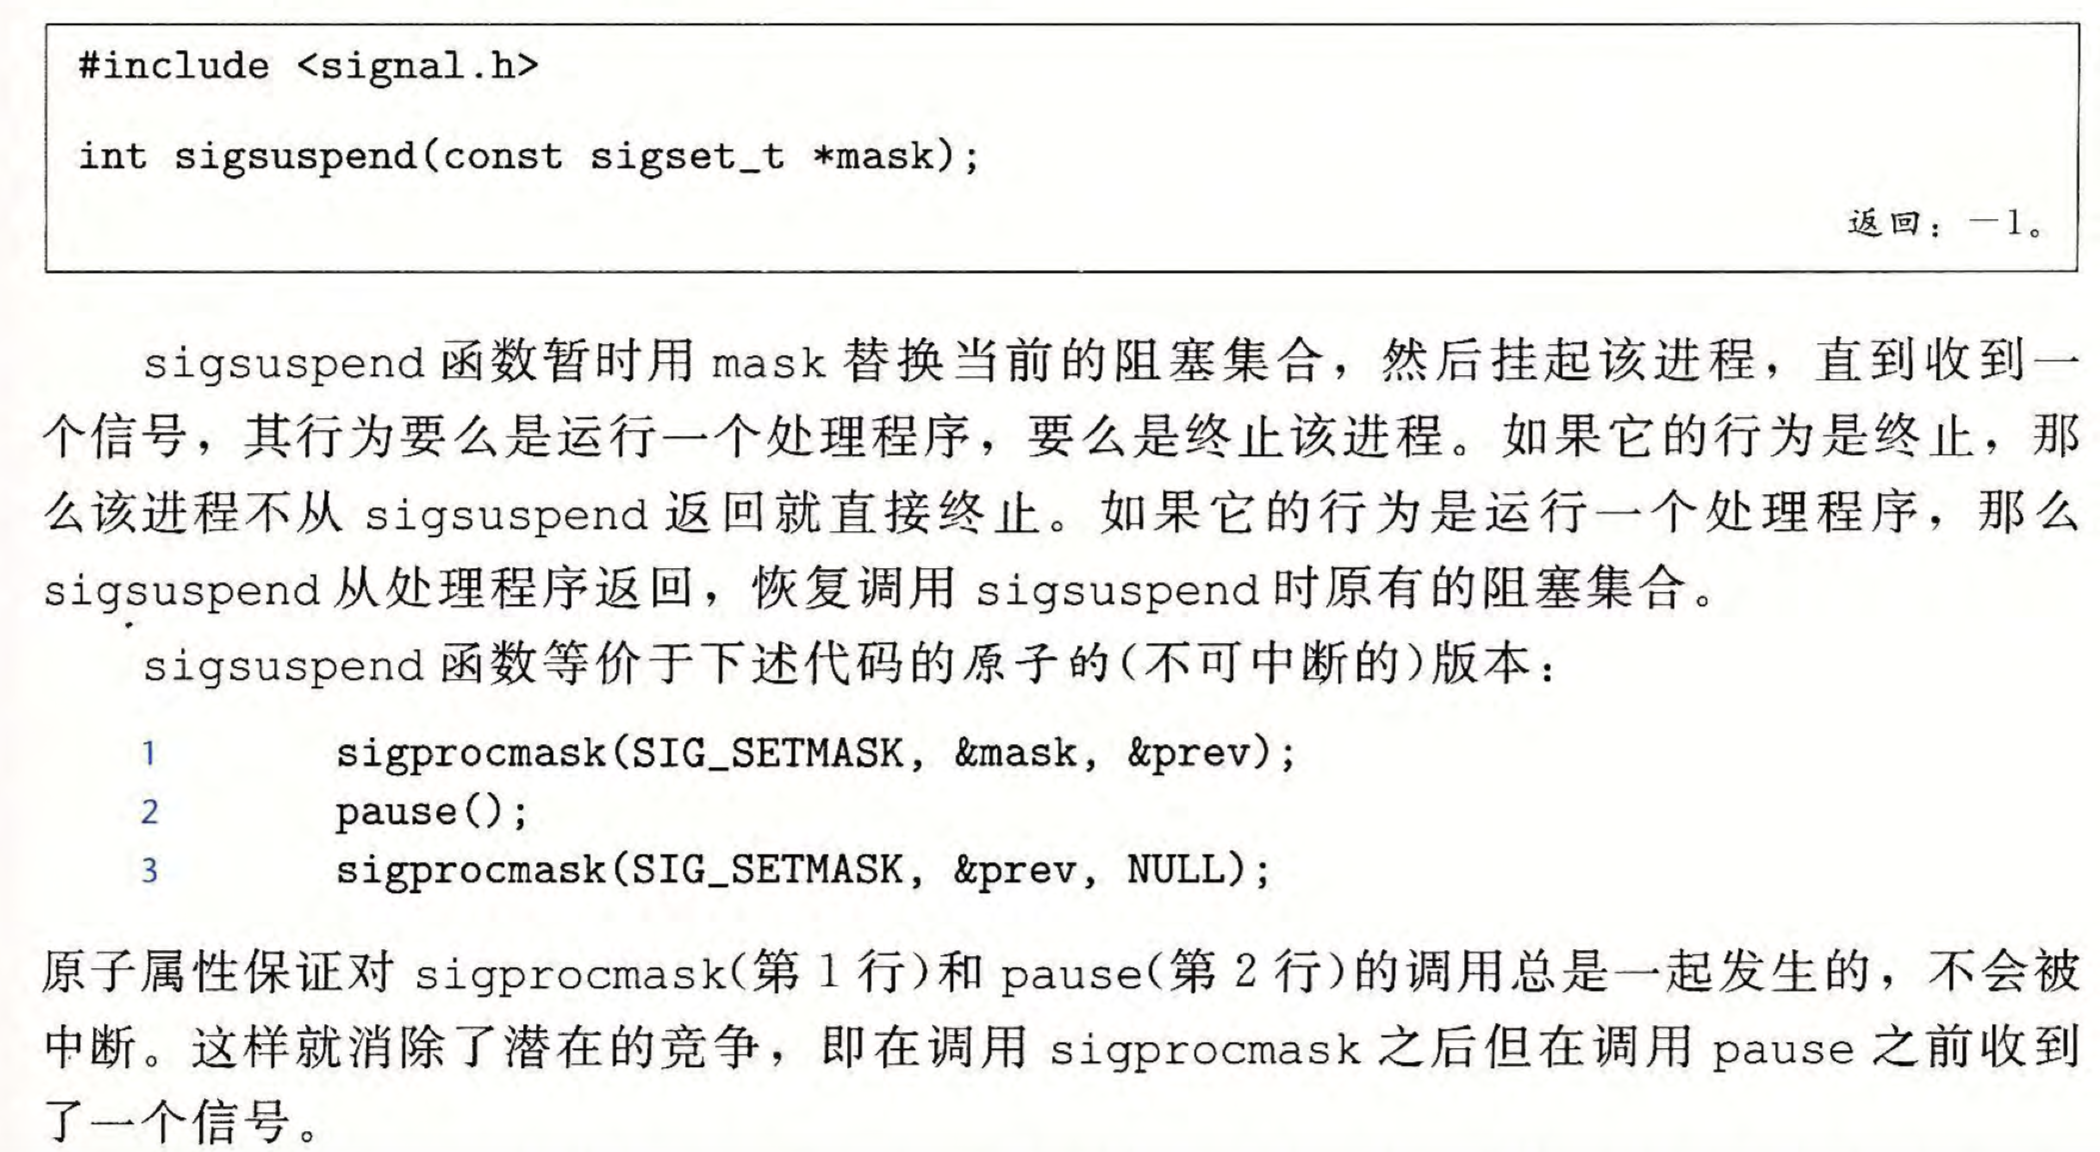 #include <signal.h>
int sigsuspend(const sigset_t *mask);
返回：－1。
sigsuspend 函数暂时用 mask 替换当前的阻塞集合，然后挂起该进程，直到收到一
个信号，其行为要么是运行一个处理程序，要么是终止该进程。如果它的行为是终止，那
么该进程不从 sigsuspend 返回就直接终止。如果它的行为是运行一个处理程序，那么
sigsuspend 从处理程序返回，恢复调用 sigsuspend 时原有的阻塞集合。
sigsuspend 函数等价于下述代码的原子的(不可中断的)版本：
1 sigprocmask(SIG_SETMASK, &mask, &prev);
2 pause();
3 sigprocmask(SIG_SETMASK, &prev, NULL);
原子属性保证对 sigprocmask(第 1 行)和 pause(第 2 行)的调用总是一起发生的，不会被
中断。这样就消除了潜在的竞争，即在调用 sigprocmask 之后但在调用 pause 之前收到
了一个信号。